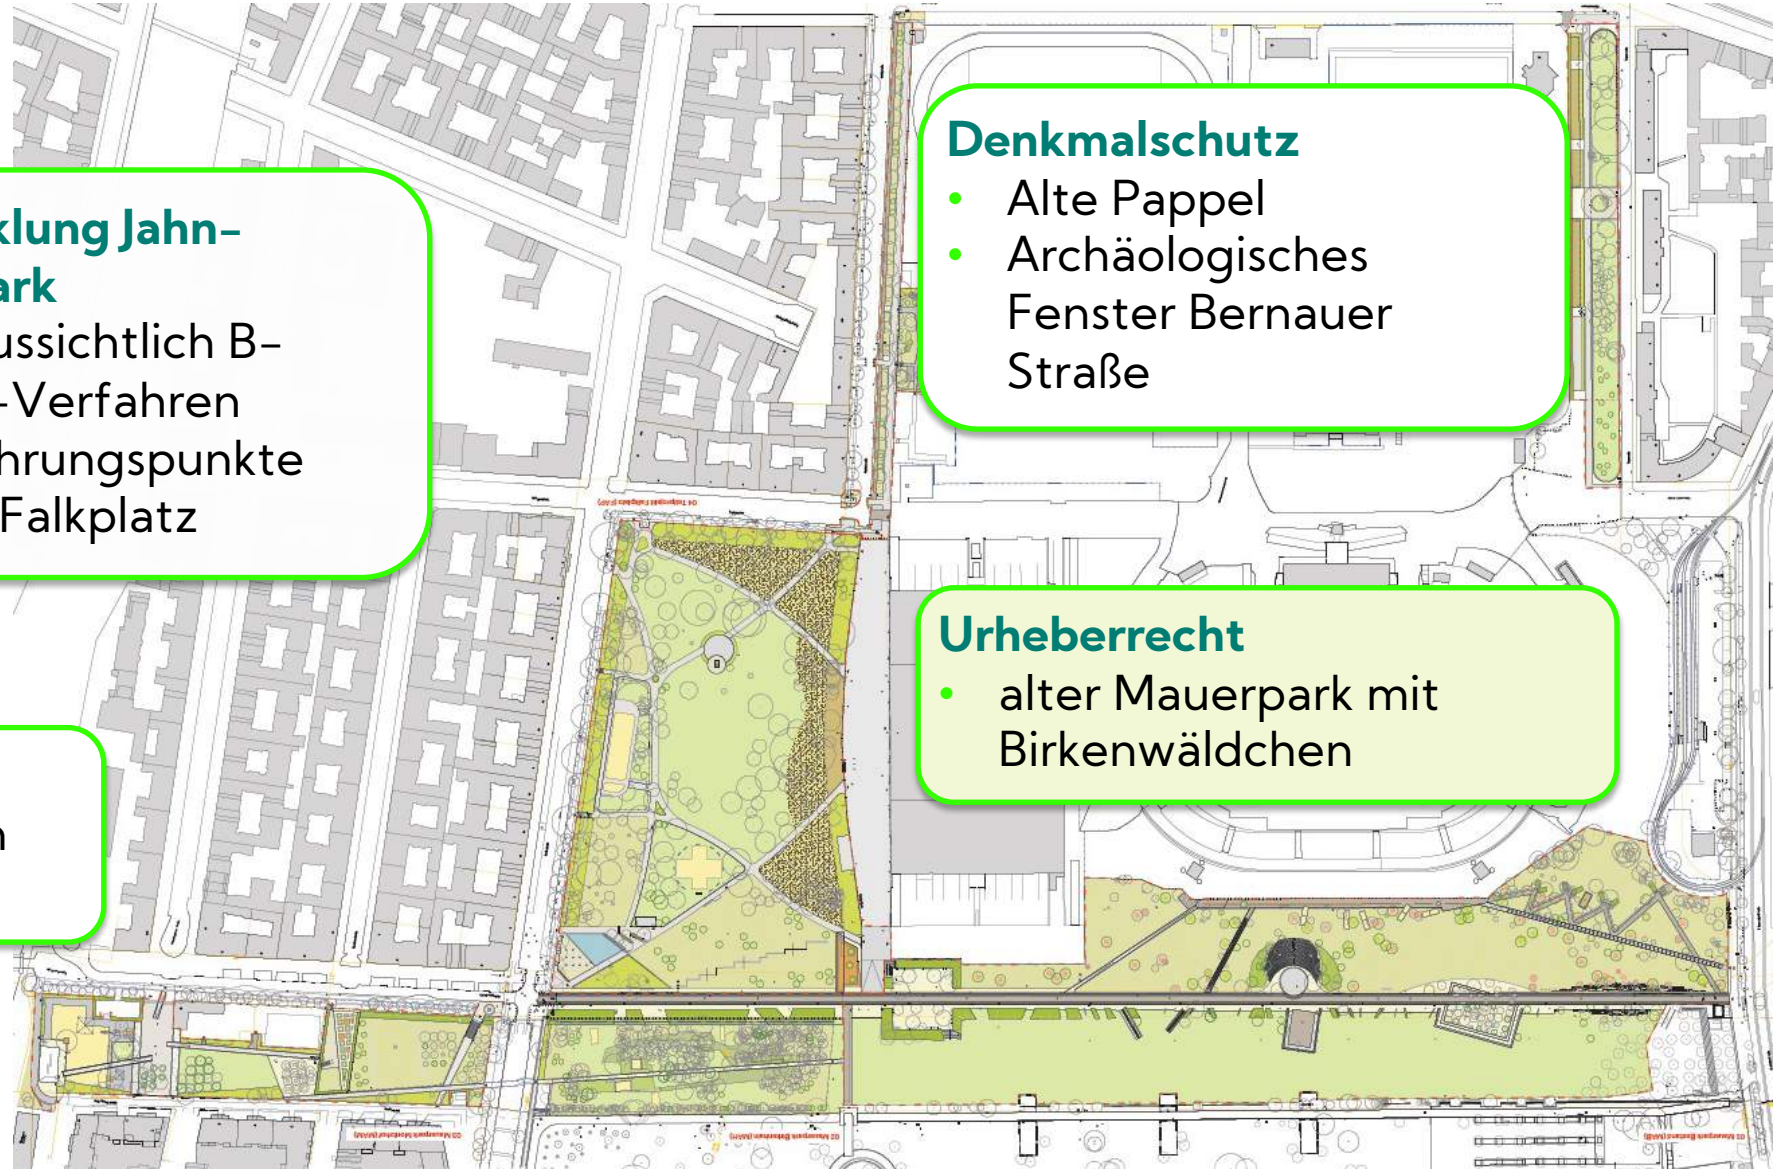 klung Jahn-
ark
ussichtlich B-
-Verfahren
hrungspunkte
Falkplatz
n
Denkmalschutz
• Alte Pappel
• Archäologisches
Fenster Bernauer
Straße
Urheberrecht
• alter Mauerpark mit
Birkenwäldchen